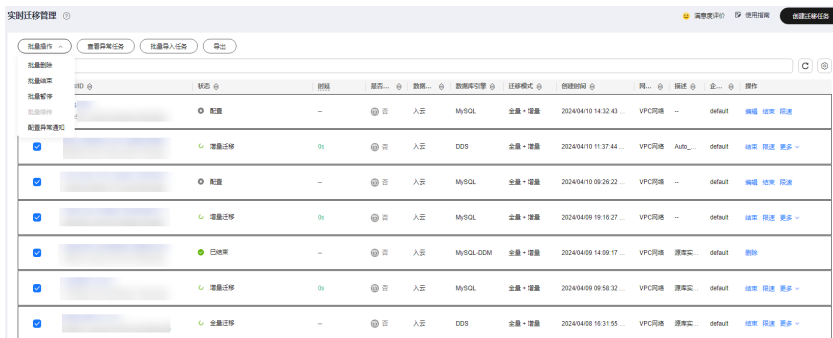 实时迁移管理
满意度评价 使用指南 创建迁移任务
批量操作 查看异常任务 批量导入任务 导出
批量删除
批量结束
批量暂停
配置异常通知
ID 状态 时延 是否... 数据... 数据库引擎 迁移模式 创建时间 网... 描述 企... 操作
配置 -- 否 入云 MySQL 全量+增量 2024/04/10 14:32:43 ... VPC网络 -- default 编辑 结束 限速
增量迁移 0s 否 入云 DDS 全量+增量 2024/04/10 11:37:44 ... VPC网络 Auto_... default 结束 限速 更多
配置 -- 否 入云 MySQL 全量+增量 2024/04/10 09:26:22 ... VPC网络 -- default 编辑 结束 限速
增量迁移 0s 否 入云 MySQL 全量+增量 2024/04/09 19:16:27 ... VPC网络 -- default 结束 限速 更多
已结束 -- 否 入云 MySQL-DDM 全量+增量 2024/04/09 14:09:17 ... VPC网络 源库实... default 删除
增量迁移 0s 否 入云 MySQL 全量+增量 2024/04/09 09:58:32 ... VPC网络 源库实... default 结束 限速 更多
全量迁移 -- 否 入云 DDS 全量+增量 2024/04/08 16:31:55 ... VPC网络 源库实... default 结束 限速 更多